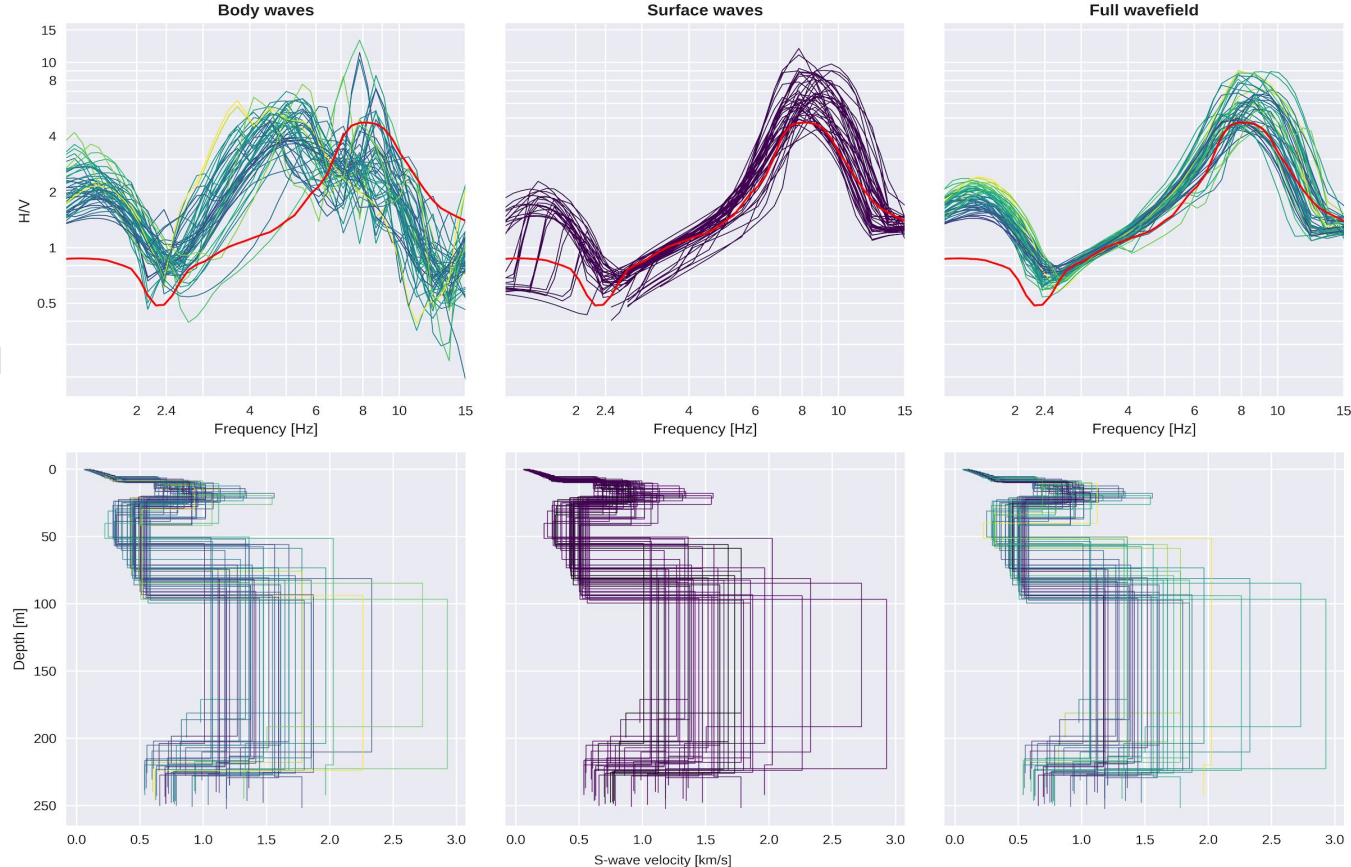 Body waves
Surface waves
Full wavefield
15
10
8
4
2
1
0.5
H/V
2 2.4 4 6 8 10 15
2 2.4 4 6 8 10 15
2 2.4 4 6 8 10 15
Frequency [Hz]
Frequency [Hz]
Frequency [Hz]
0
50
100
150
200
250
Depth [m]
0.0 0.5 1.0 1.5 2.0 2.5 3.0
0.0 0.5 1.0 1.5 2.0 2.5 3.0
0.0 0.5 1.0 1.5 2.0 2.5 3.0
S-wave velocity [km/s]